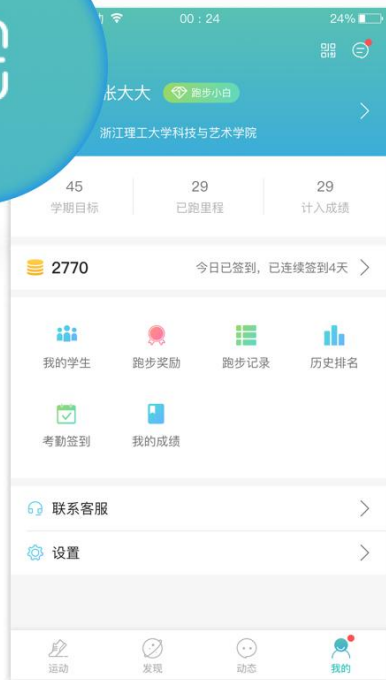 00：24
24%
张大大
跑步小白
浙江理工大学科技与艺术学院
45
29
29
学期目标
已跑里程
计入成绩
2770
今日已签到，已连续签到4天
我的学生
跑步奖励
跑步记录
历史排名
考勤签到
我的成绩
联系客服
设置
运动
发现
动态
我的